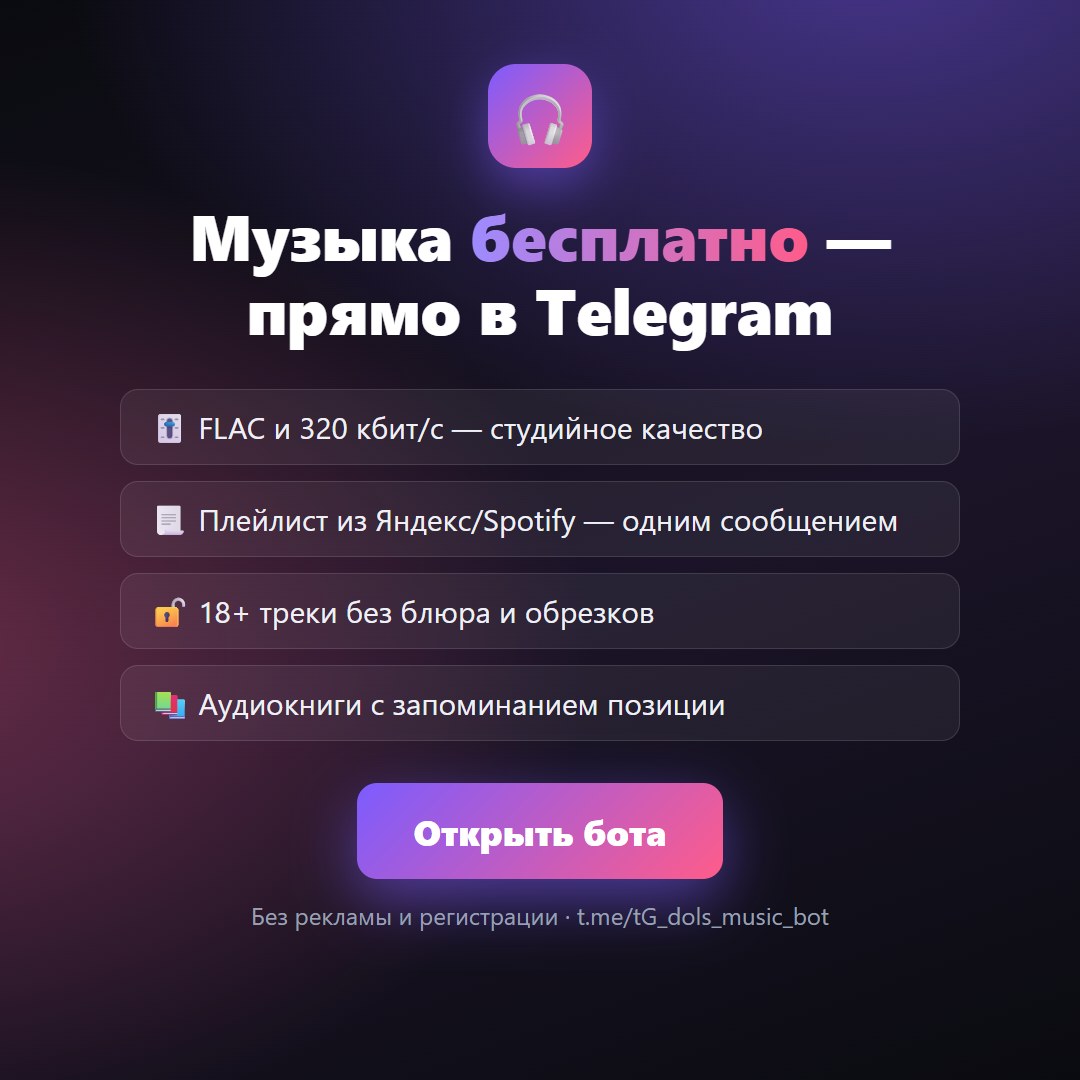 Музыка бесплатно —
прямо в Telegram
FLAC и 320 кбит/с — студийное качество
Плейлист из Яндекс/Spotify — одним сообщением
18+ треки без блюра и обрезков
Аудиокниги с запоминанием позиции
Открыть бота
Без рекламы и регистрации · t.me/tG_dols_music_bot